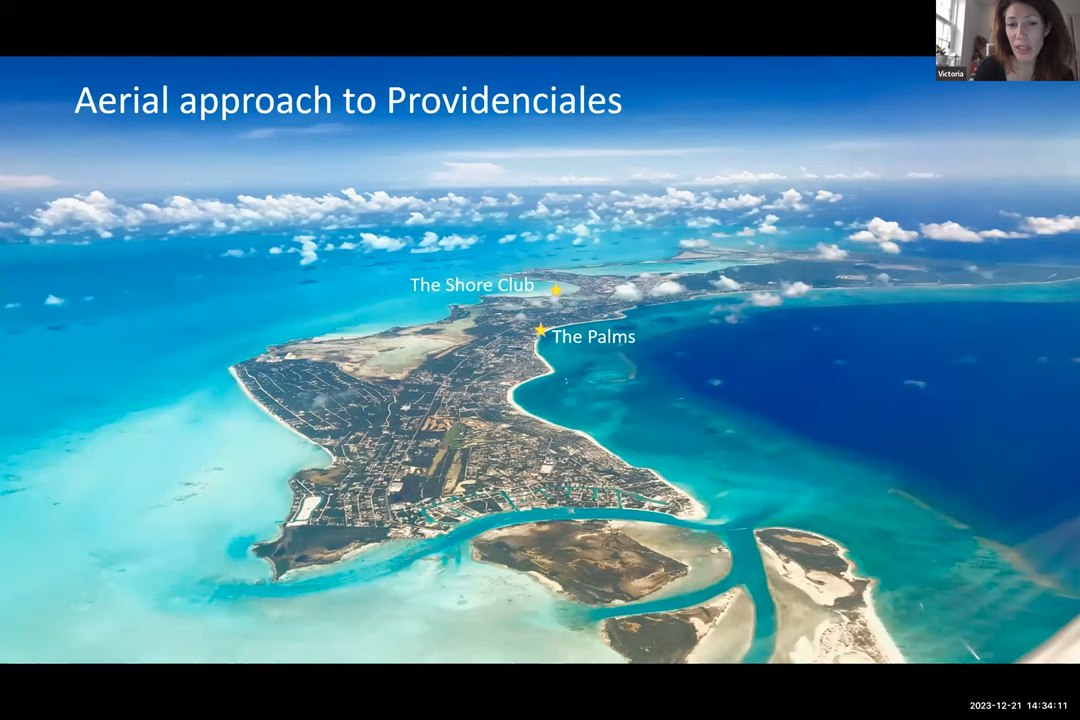 Victoria
Aerial approach to Providenciales
The Shore Club
The Palms
2023-12-21 14:34:11